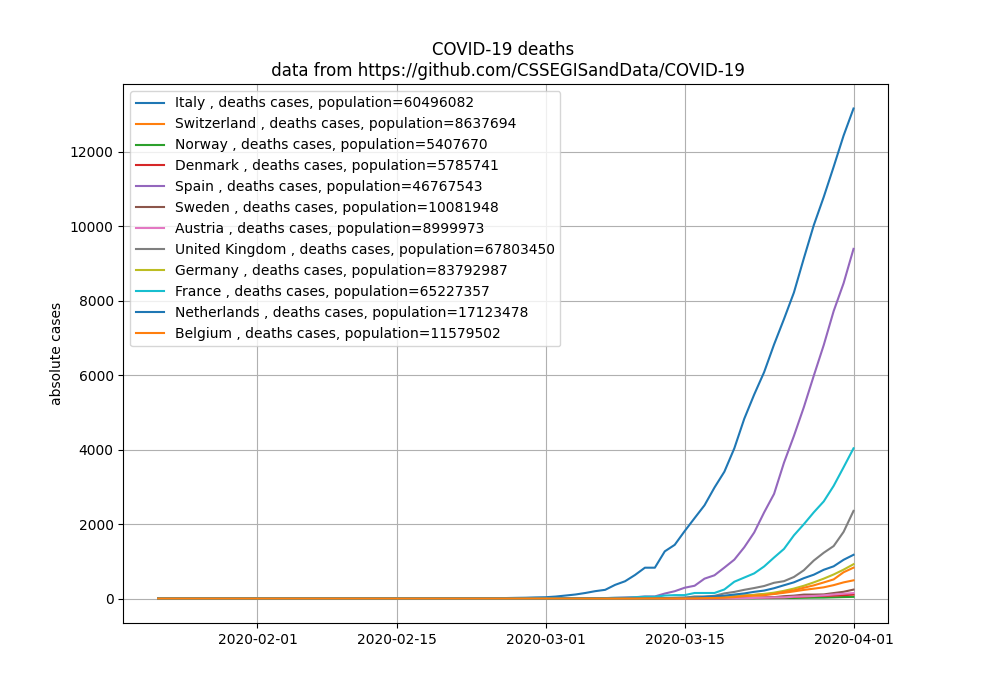 COVID-19 deaths
data from https://github.com/CSSEGISandData/COVID-19
Italy , deaths cases, population=60496082
Switzerland , deaths cases, population=8637694
Norway , deaths cases, population=5407670
Denmark , deaths cases, population=5785741
Spain , deaths cases, population=46767543
Sweden , deaths cases, population=10081948
Austria , deaths cases, population=8999973
United Kingdom , deaths cases, population=67803450
Germany , deaths cases, population=83792987
France , deaths cases, population=65227357
Netherlands , deaths cases, population=17123478
Belgium , deaths cases, population=11579502
absolute cases
12000
10000
8000
6000
4000
2000
0
2020-02-01
2020-02-15
2020-03-01
2020-03-15
2020-04-01